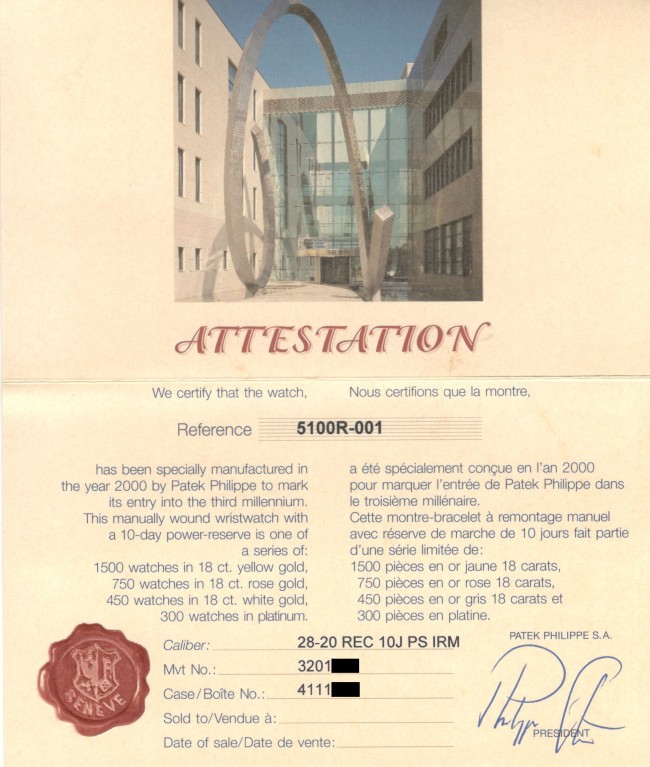 ATTESTATION
We certify that the watch,
Nous certifions que la montre,
Reference 5100R-001
has been specially manufactured in
the year 2000 by Patek Philippe to mark
its entry into the third millennium.
This manually wound wristwatch with
a 10-day power-reserve is one of
a series of:
1500 watches in 18 ct. yellow gold,
750 watches in 18 ct. rose gold,
450 watches in 18 ct. white gold,
300 watches in platinum.
a été spécialement conçue en l'an 2000
pour marquer l'entrée de Patek Philippe dans
le troisième millénaire.
Cette montre-bracelet à remontage manuel
avec réserve de marche de 10 jours fait partie
d'une série limitée de:
1500 pièces en or jaune 18 carats,
750 pièces en or rose 18 carats,
450 pièces en or gris 18 carats et
300 pièces en platine.
Caliber: 28-20 REC 10J PS IRM
Mvt No.: 3201
Case/Boîte No.: 4111
Sold to/Vendue à:
Date of sale/Date de vente:
GENEVE
PATEK PHILIPPE S.A.
PRESIDENT